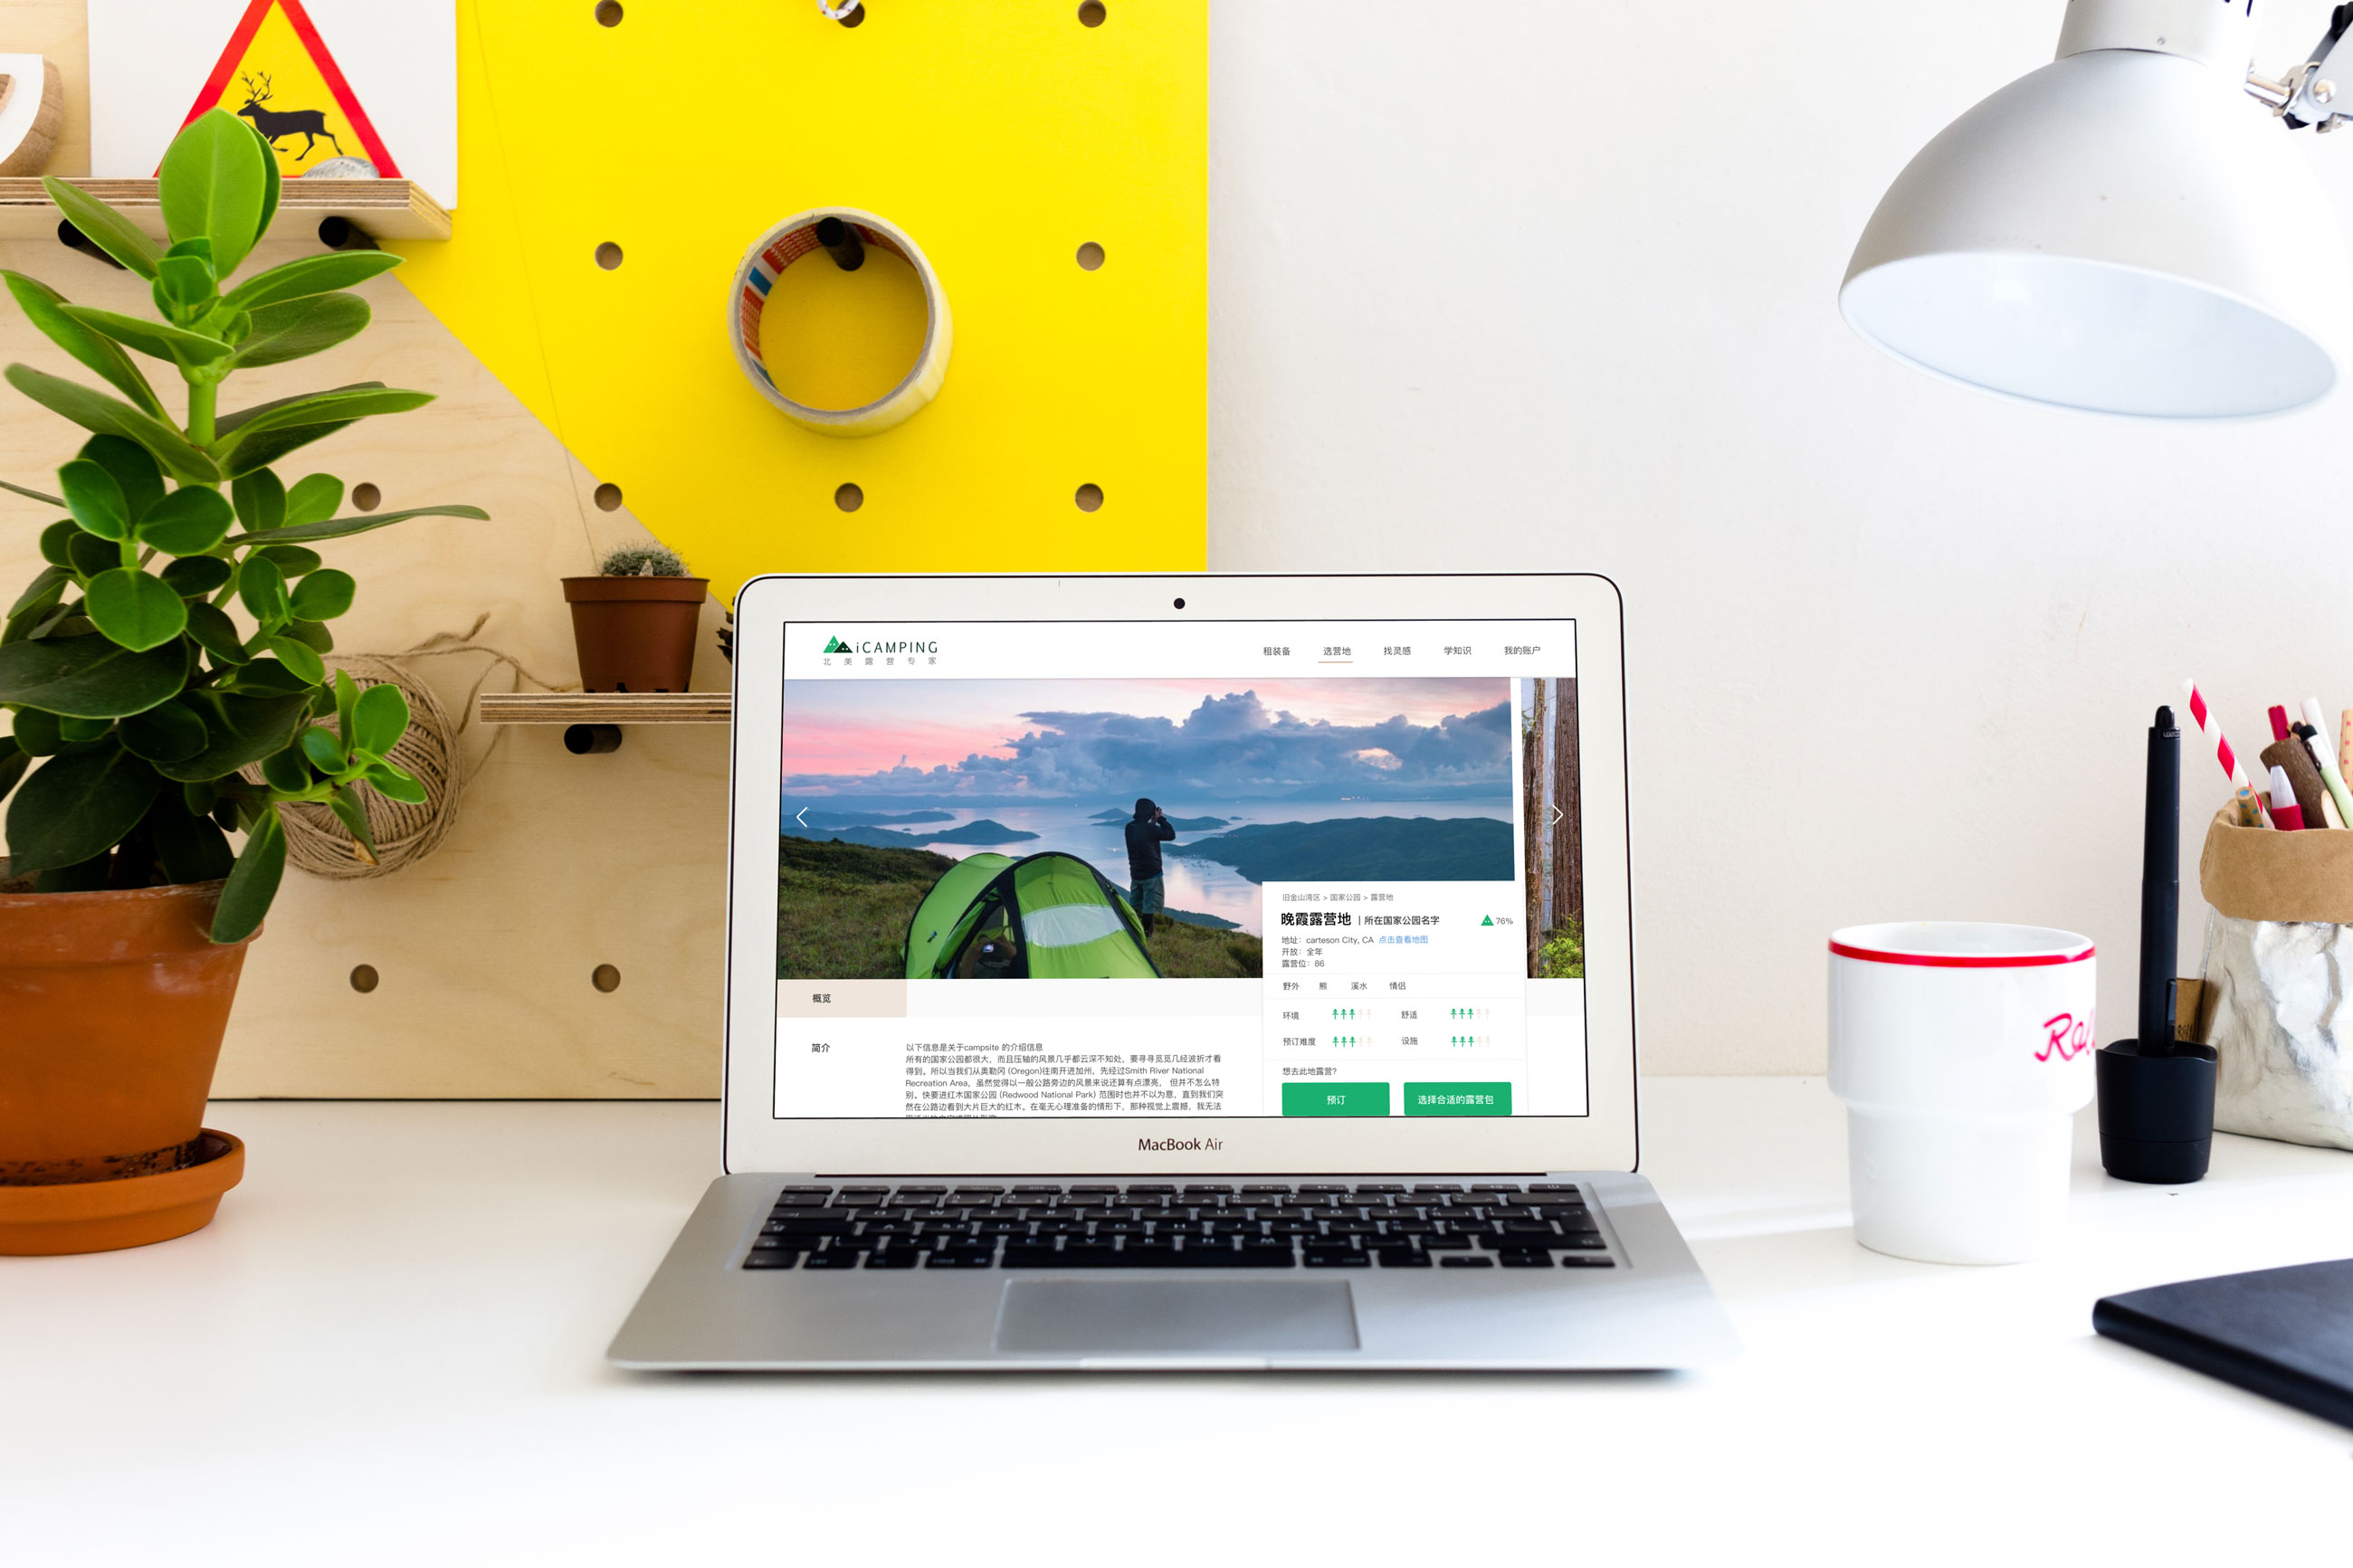 iCAMPING
北美露营专家
租装备 选营地 找灵感 学知识 我的账户
旧金山湾区 > 国家公园 > 露营地
晚霞露营地 | 所在国家公园名字 76%
地址: carteson City, CA 点击查看地图
开放: 全年
露营位: 86
野外 熊 溪水 情侣
环境 舒适
预订难度 设施
想去此地露营?
预订 选择合适的露营包
概览
简介
以下信息是关于campsite 的介绍信息
所有的国家公园都很大，而且压轴的风景几乎都云深不知处，要寻寻觅觅几经波折才看
得到。所以当我们从奥勒冈 (Oregon)往南开进加州，先经过Smith River National
Recreation Area，虽然觉得以一般公路旁边的风景来说还算有点漂亮， 但并不怎么特
别。快要进红木国家公园 (Redwood National Park) 范围时也并不以为意，直到我们突
然在公路边看到大片巨大的红木。在毫无心理准备的情形下，那种视觉上震撼，我无法
MacBook Air